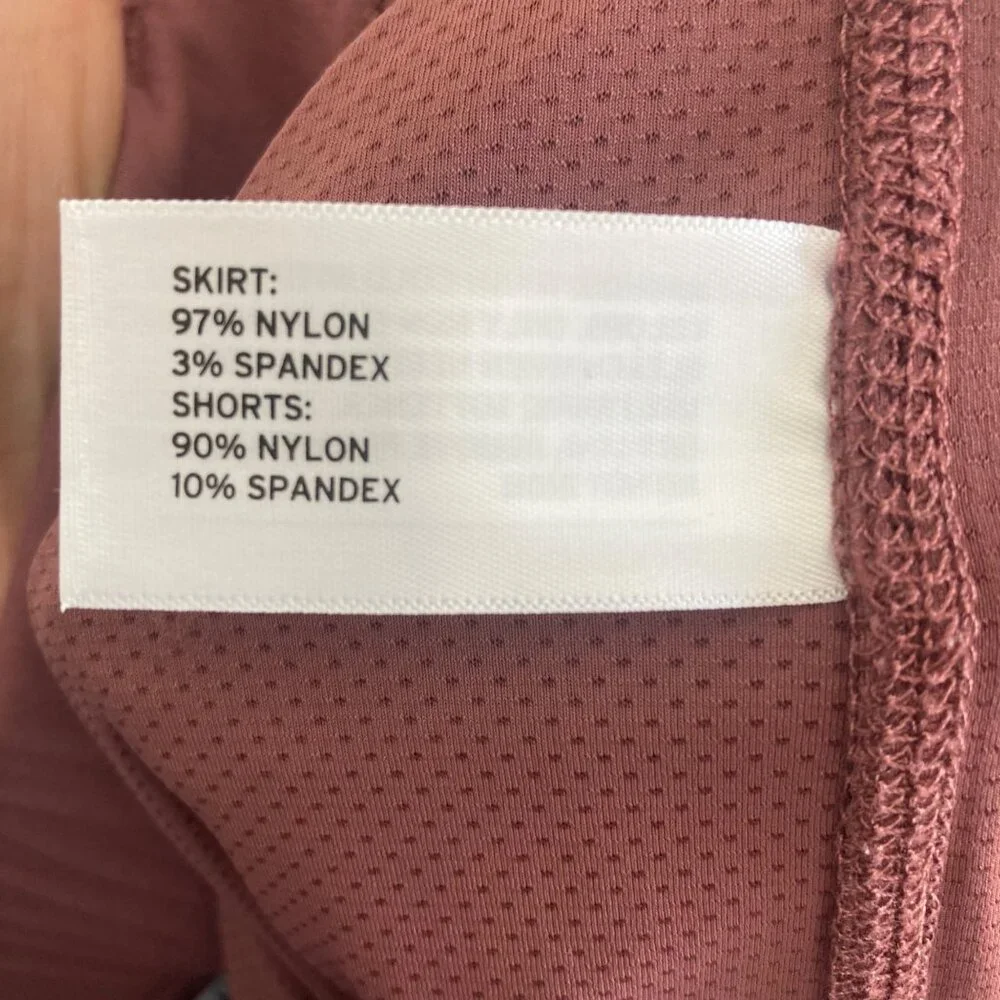 SKIRT:
97% NYLON
3% SPANDEX
SHORTS:
90% NYLON
10% SPANDEX